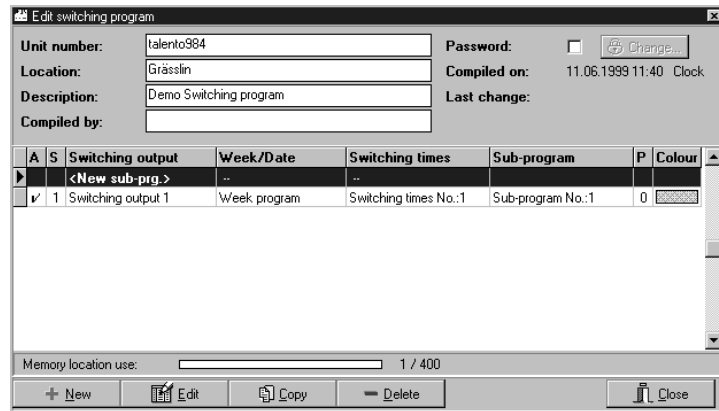 Edit switching program
Unit number: talento984 Password: Change...
Location: Grässlin Compiled on: 11.06.1999 11:40 Clock
Description: Demo Switching program Last change:
Compiled by:
A S Switching output Week/Date Switching times Sub-program P Colour
<New sub-prg.> -- --
1 Switching output 1 Week program Switching times No.:1 Sub-program No.:1 0
Memory location use: 1 / 400
New Edit Copy Delete Close